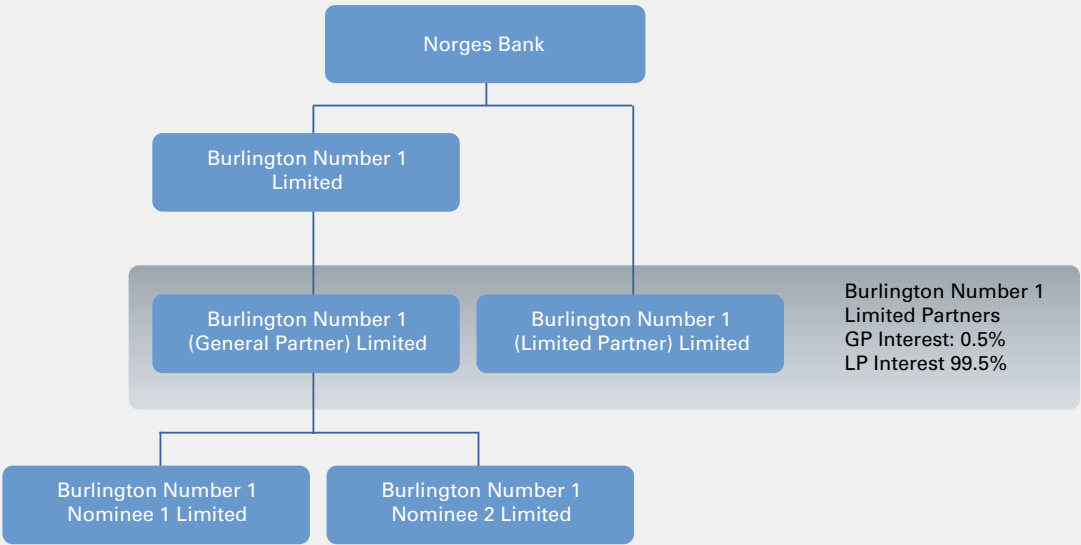 Norges Bank
Burlington Number 1
Limited
Burlington Number 1
(General Partner) Limited
Burlington Number 1
(Limited Partner) Limited
Burlington Number 1
Limited Partners
GP Interest: 0.5%
LP Interest 99.5%
Burlington Number 1
Nominee 1 Limited
Burlington Number 1
Nominee 2 Limited